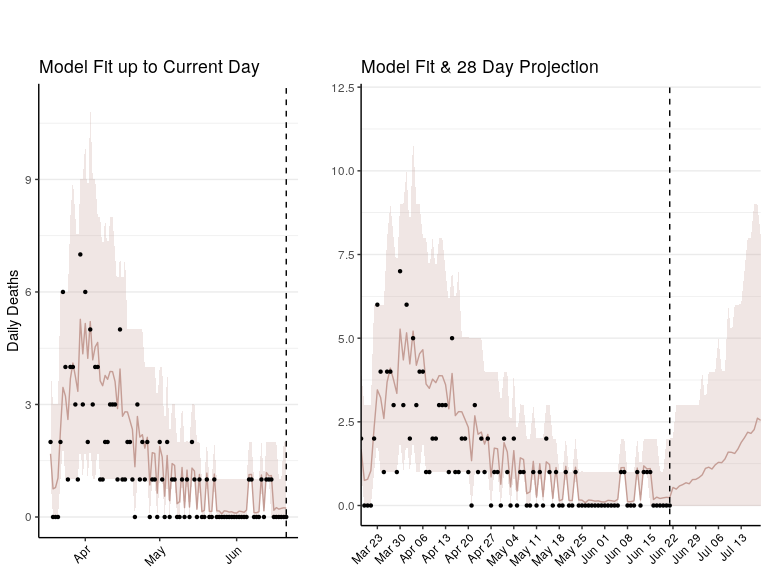 Model Fit up to Current Day
Model Fit & 28 Day Projection
Daily Deaths
9
6
3
0
Apr
May
Jun
12.5
10.0
7.5
5.0
2.5
0.0
Mar 23
Mar 30
Apr 06
Apr 13
Apr 20
Apr 27
May 04
May 11
May 18
May 25
Jun 01
Jun 08
Jun 15
Jun 22
Jun 29
Jul 06
Jul 13